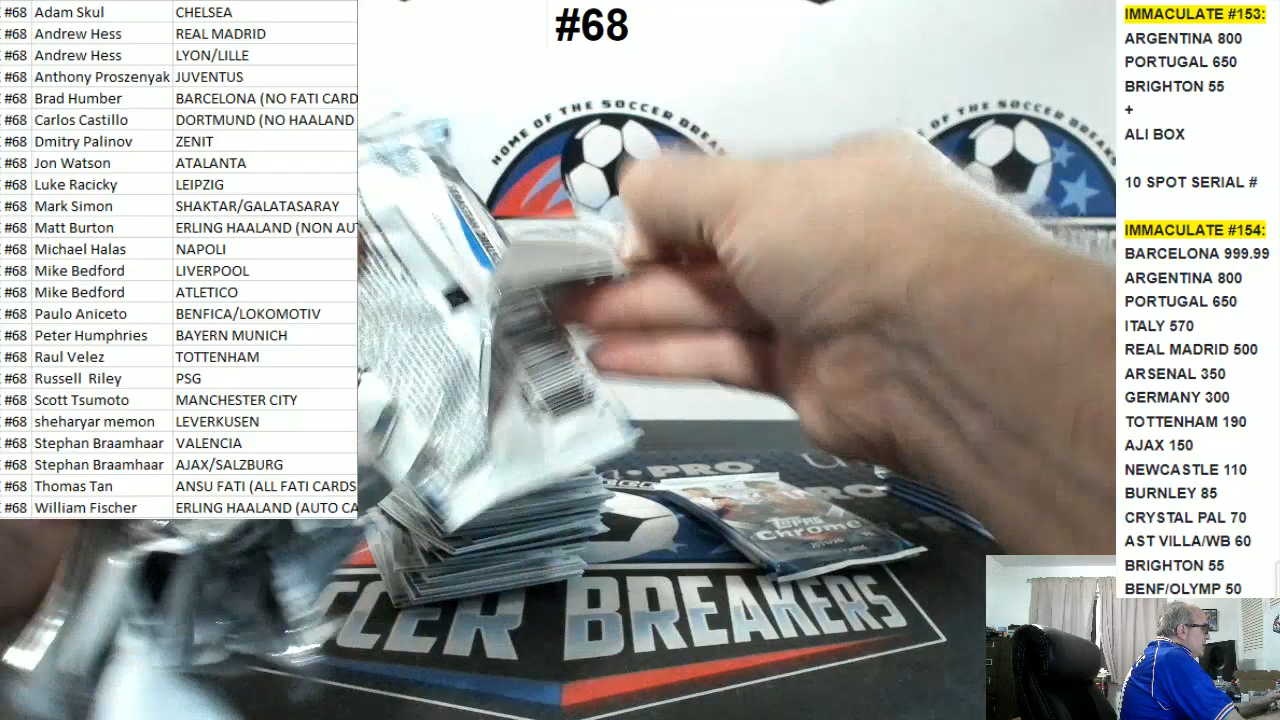 #68 Adam Skul CHELSEA
#68 Andrew Hess REAL MADRID
#68 Andrew Hess LYON/LILLE
#68 Anthony Proszenyak JUVENTUS
#68 Brad Humber BARCELONA (NO FATI CARD
#68 Carlos Castillo DORTMUND (NO HAALAND
#68 Dmitry Palinov ZENIT
#68 Jon Watson ATALANTA
#68 Luke Racicky LEIPZIG
#68 Mark Simon SHAKTAR/GALATASARAY
#68 Matt Burton ERLING HAALAND (NON AUT
#68 Michael Halas NAPOLI
#68 Mike Bedford LIVERPOOL
#68 Mike Bedford ATLETICO
#68 Paulo Aniceto BENFICA/LOKOMOTIV
#68 Peter Humphries BAYERN MUNICH
#68 Raul Velez TOTTENHAM
#68 Russell Riley PSG
#68 Scott Tsumoto MANCHESTER CITY
#68 sheharyar memon LEVERKUSEN
#68 Stephan Braamhaar VALENCIA
#68 Stephan Braamhaar AJAX/SALZBURG
#68 Thomas Tan ANSU FATI (ALL FATI CARDS
#68 William Fischer ERLING HAALAND (AUTO CA
#68
HOME OF THE SOCCER BREA
OF THE SOCCER BREAKERS
PRO
Topps
Chrome
CCER BREAKERS
IMMACULATE #153:
ARGENTINA 800
PORTUGAL 650
BRIGHTON 55
+
ALI BOX
10 SPOT SERIAL #
IMMACULATE #154:
BARCELONA 999.99
ARGENTINA 800
PORTUGAL 650
ITALY 570
REAL MADRID 500
ARSENAL 350
GERMANY 300
TOTTENHAM 190
AJAX 150
NEWCASTLE 110
BURNLEY 85
CRYSTAL PAL 70
AST VILLA/WB 60
BRIGHTON 55
BENF/OLYMP 50